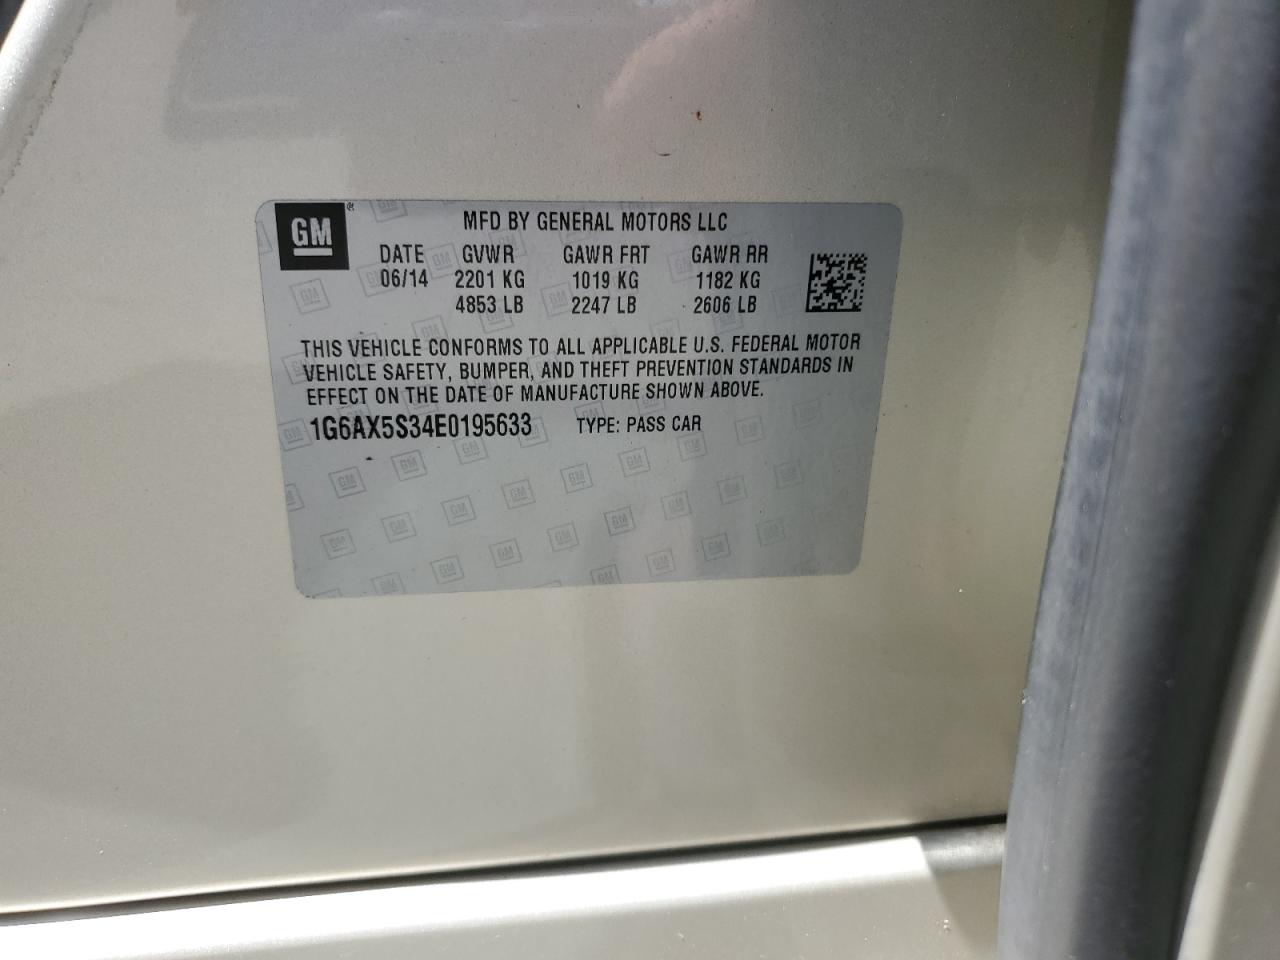 GM ®
MFD BY GENERAL MOTORS LLC
DATE GVWR GAWR FRT GAWR RR
06/14 2201 KG 1019 KG 1182 KG
4853 LB 2247 LB 2606 LB
THIS VEHICLE CONFORMS TO ALL APPLICABLE U.S. FEDERAL MOTOR
VEHICLE SAFETY, BUMPER, AND THEFT PREVENTION STANDARDS IN
EFFECT ON THE DATE OF MANUFACTURE SHOWN ABOVE.
1G6AX5S34E0195633 TYPE: PASS CAR